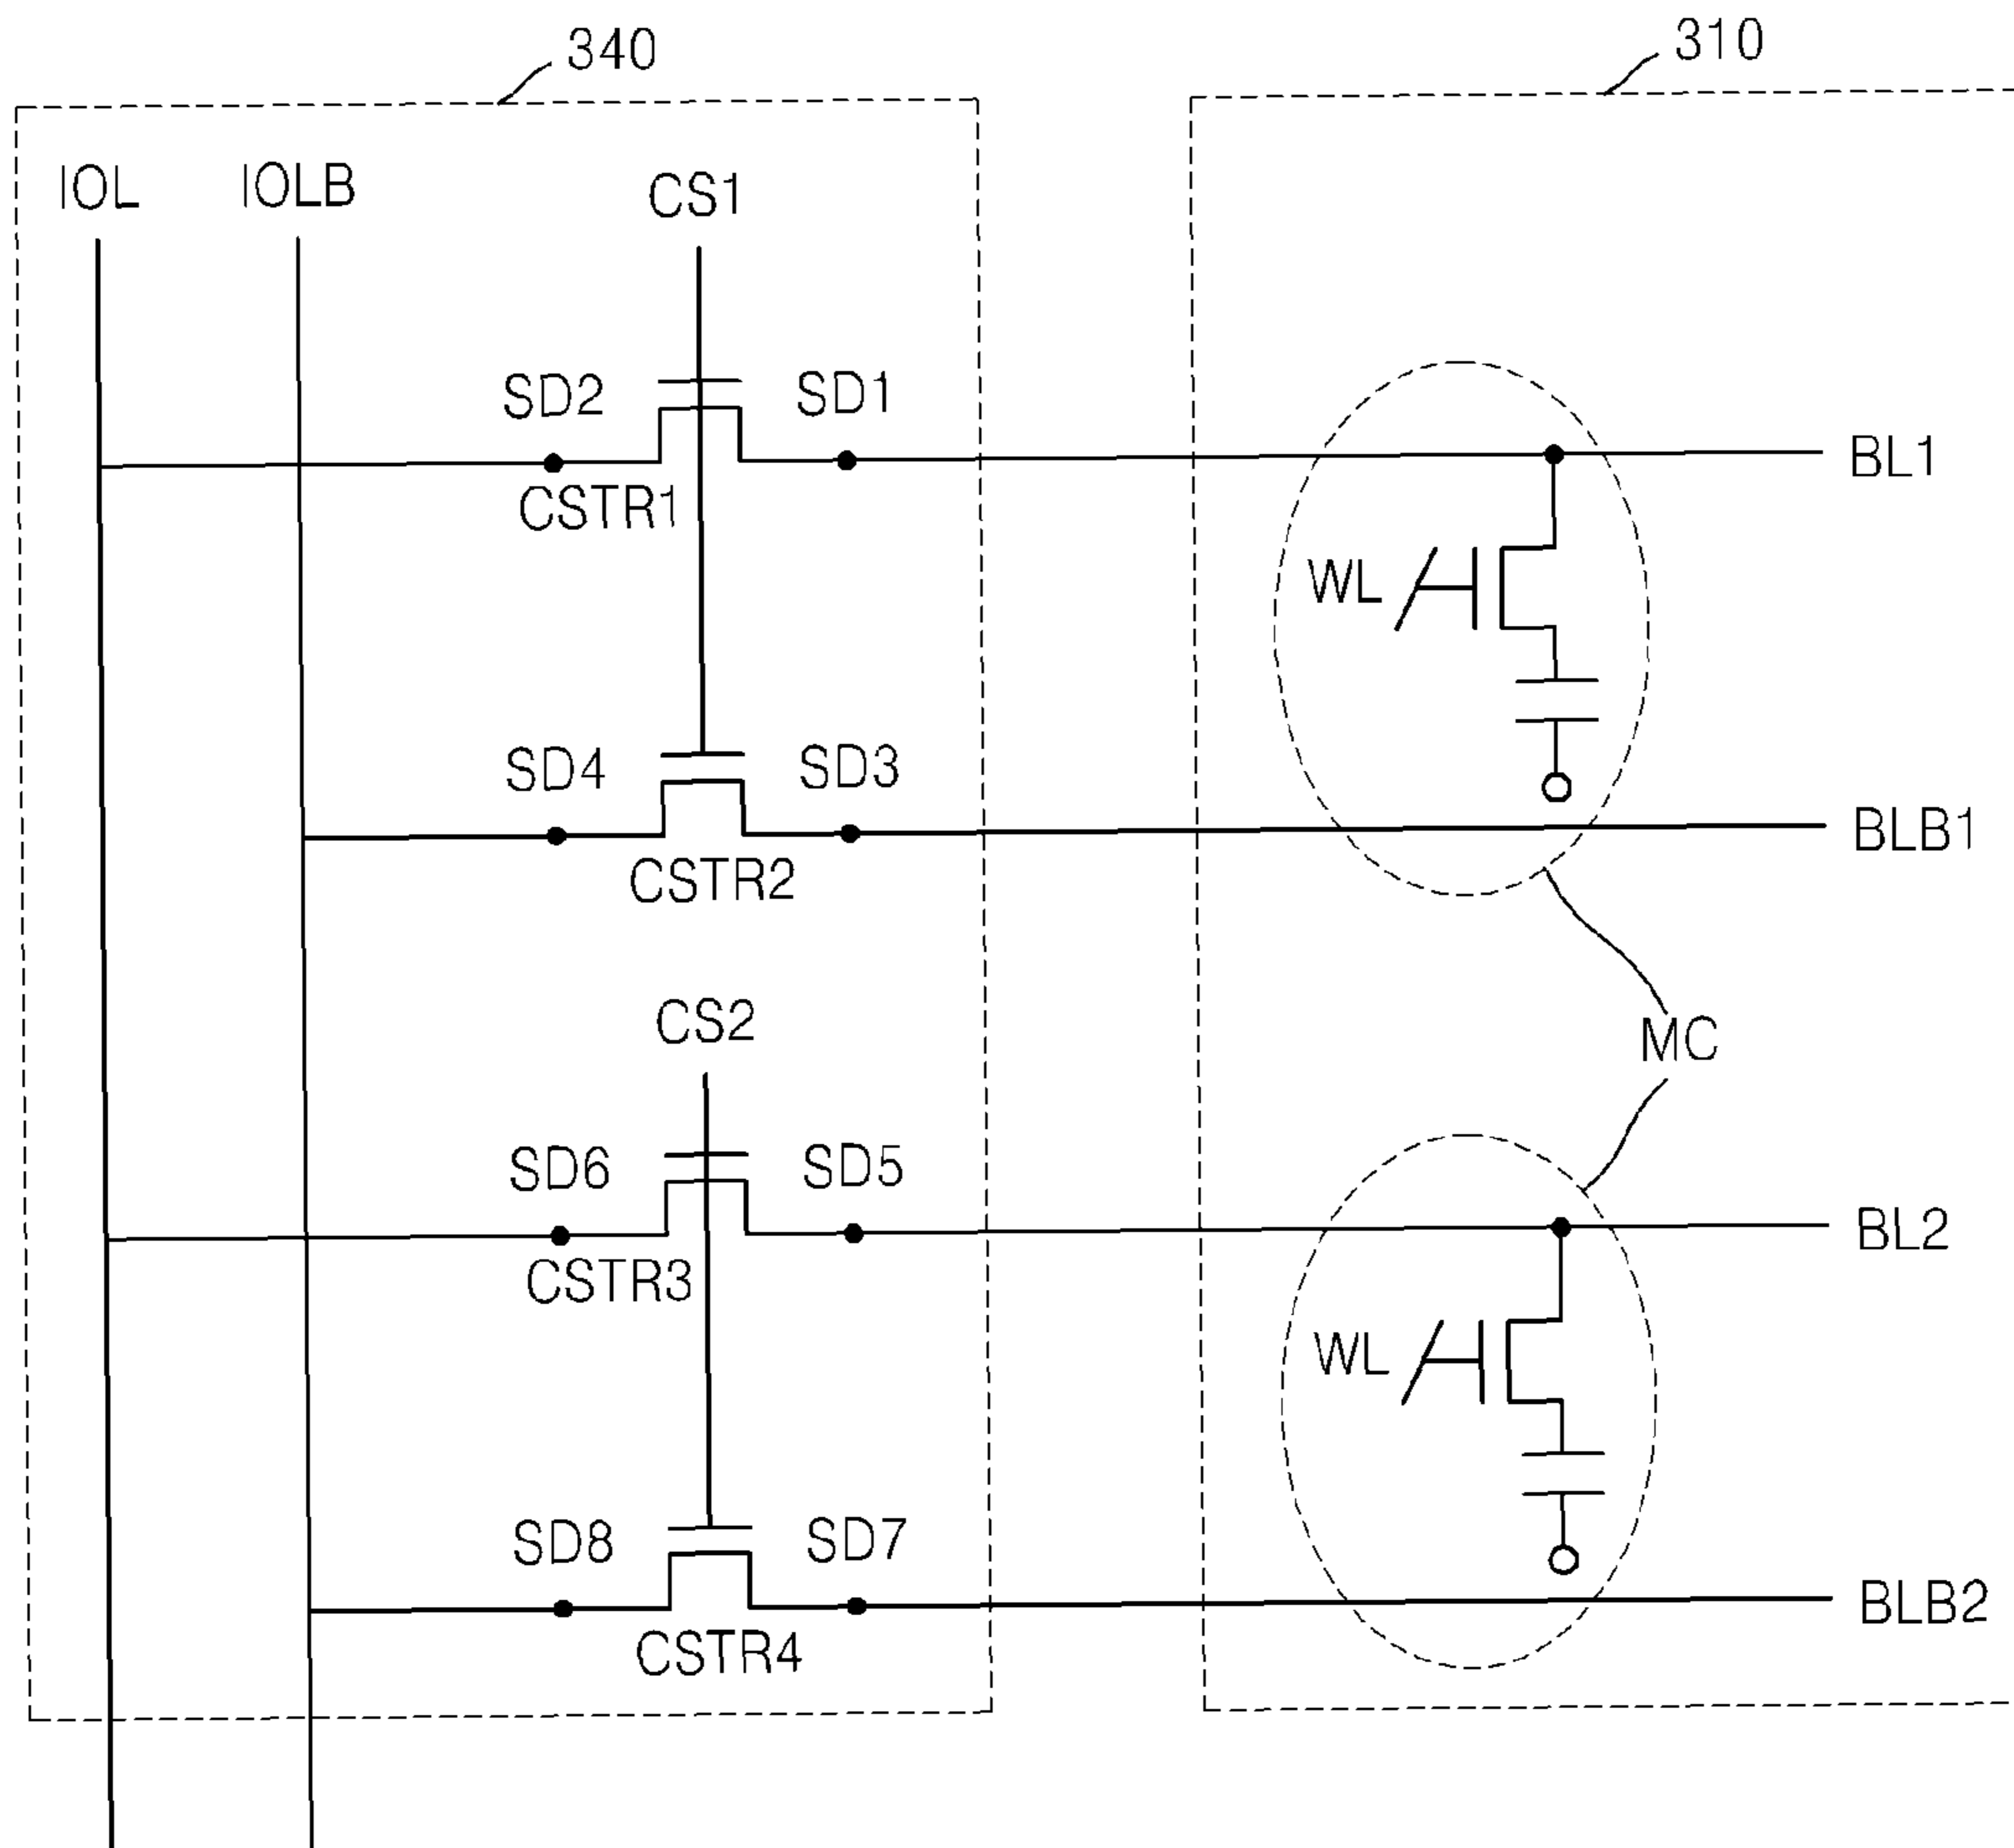 340
310
IOL
IOLB
CS1
SD2
SD1
BL1
CSTR1
WL
SD4
SD3
BLB1
CSTR2
CS2
MC
SD6
SD5
BL2
CSTR3
WL
SD8
SD7
BLB2
CSTR4